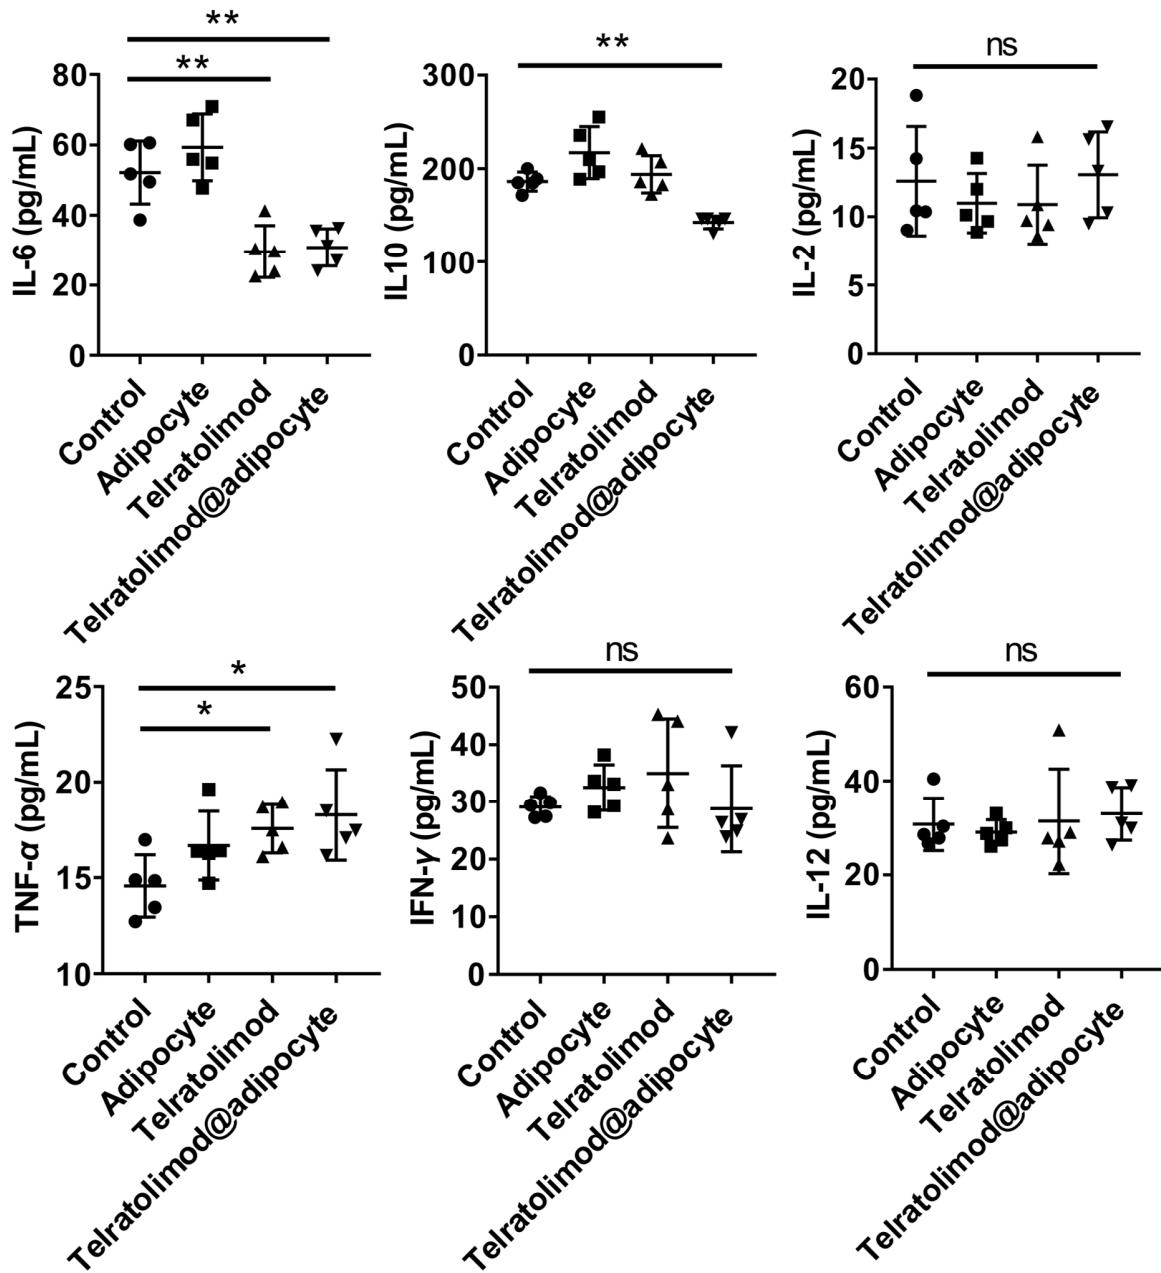 **
**
80
60
40
20
0
IL-6 (pg/mL)
Control
Adipocyte
Telratolimod
Telratolimod@adipocyte
**
300
200
100
0
IL10 (pg/mL)
Control
Adipocyte
Telratolimod
Telratolimod@adipocyte
ns
20
15
10
5
0
IL-2 (pg/mL)
Control
Adipocyte
Telratolimod
Telratolimod@adipocyte
*
*
25
20
15
10
TNF-α (pg/mL)
Control
Adipocyte
Telratolimod
Telratolimod@adipocyte
ns
50
40
30
20
10
0
IFN-γ (pg/mL)
Control
Adipocyte
Telratolimod
Telratolimod@adipocyte
ns
60
40
20
0
IL-12 (pg/mL)
Control
Adipocyte
Telratolimod
Telratolimod@adipocyte